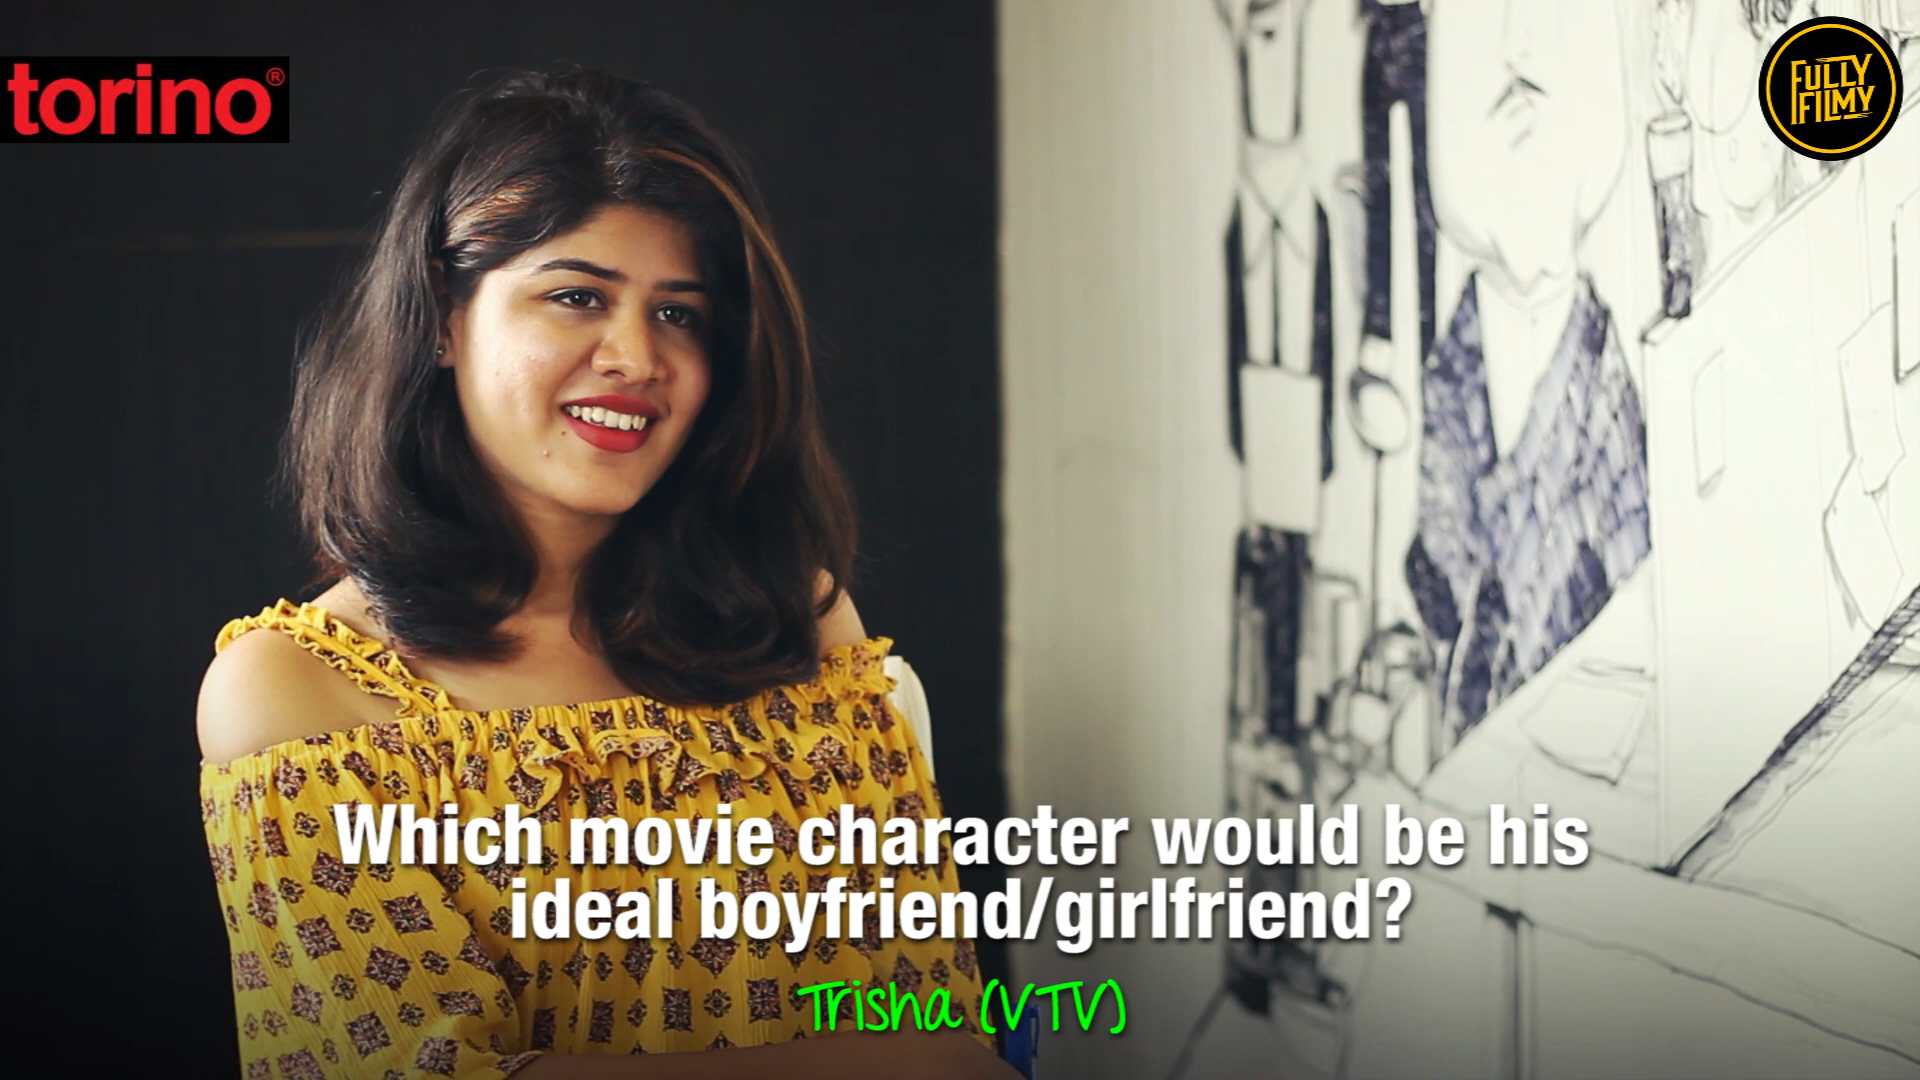 torino®
FULLY
FILMY
Which movie character would be his
ideal boyfriend/girlfriend?
Trisha (VTV)